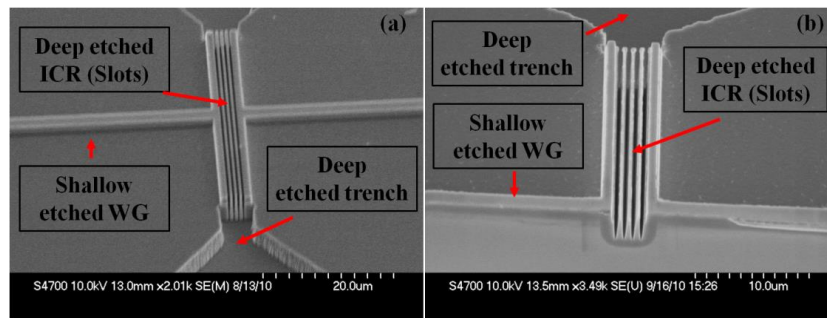 (a)
Deep etched
ICR (Slots)
Shallow
etched WG
Deep
etched trench
S4700 10.0kV 13.0mm x2.01k SE(M) 8/13/10
20.0um
(b)
Deep
etched trench
Deep etched
ICR (Slots)
Shallow
etched WG
S4700 10.0kV 13.5mm x3.49k SE(U) 9/16/10 15:26
10.0um